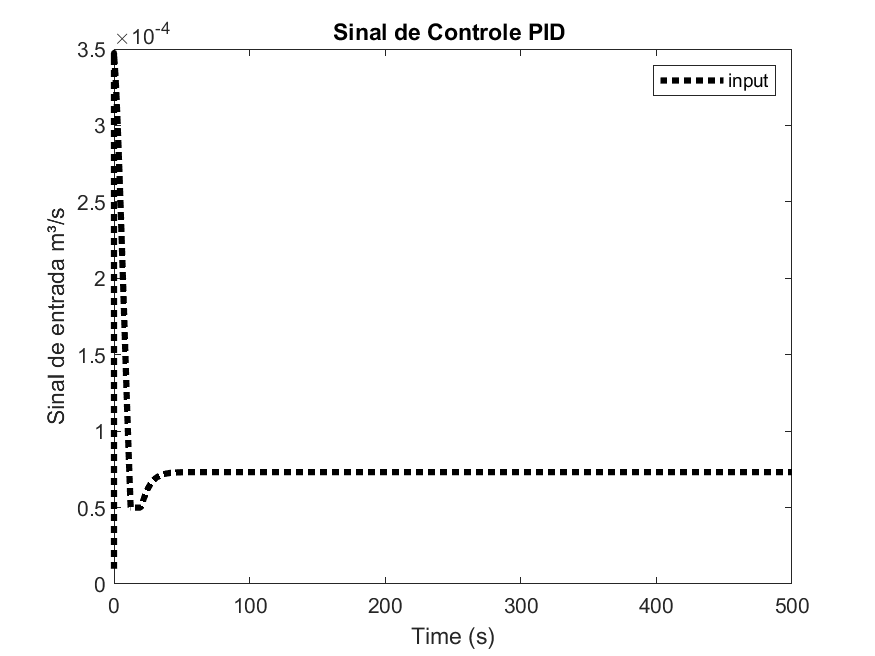 Sinal de Controle PID
×10-4
3.5
3
2.5
2
1.5
1
0.5
0
Sinal de entrada m³/s
input
0 100 200 300 400 500
Time (s)